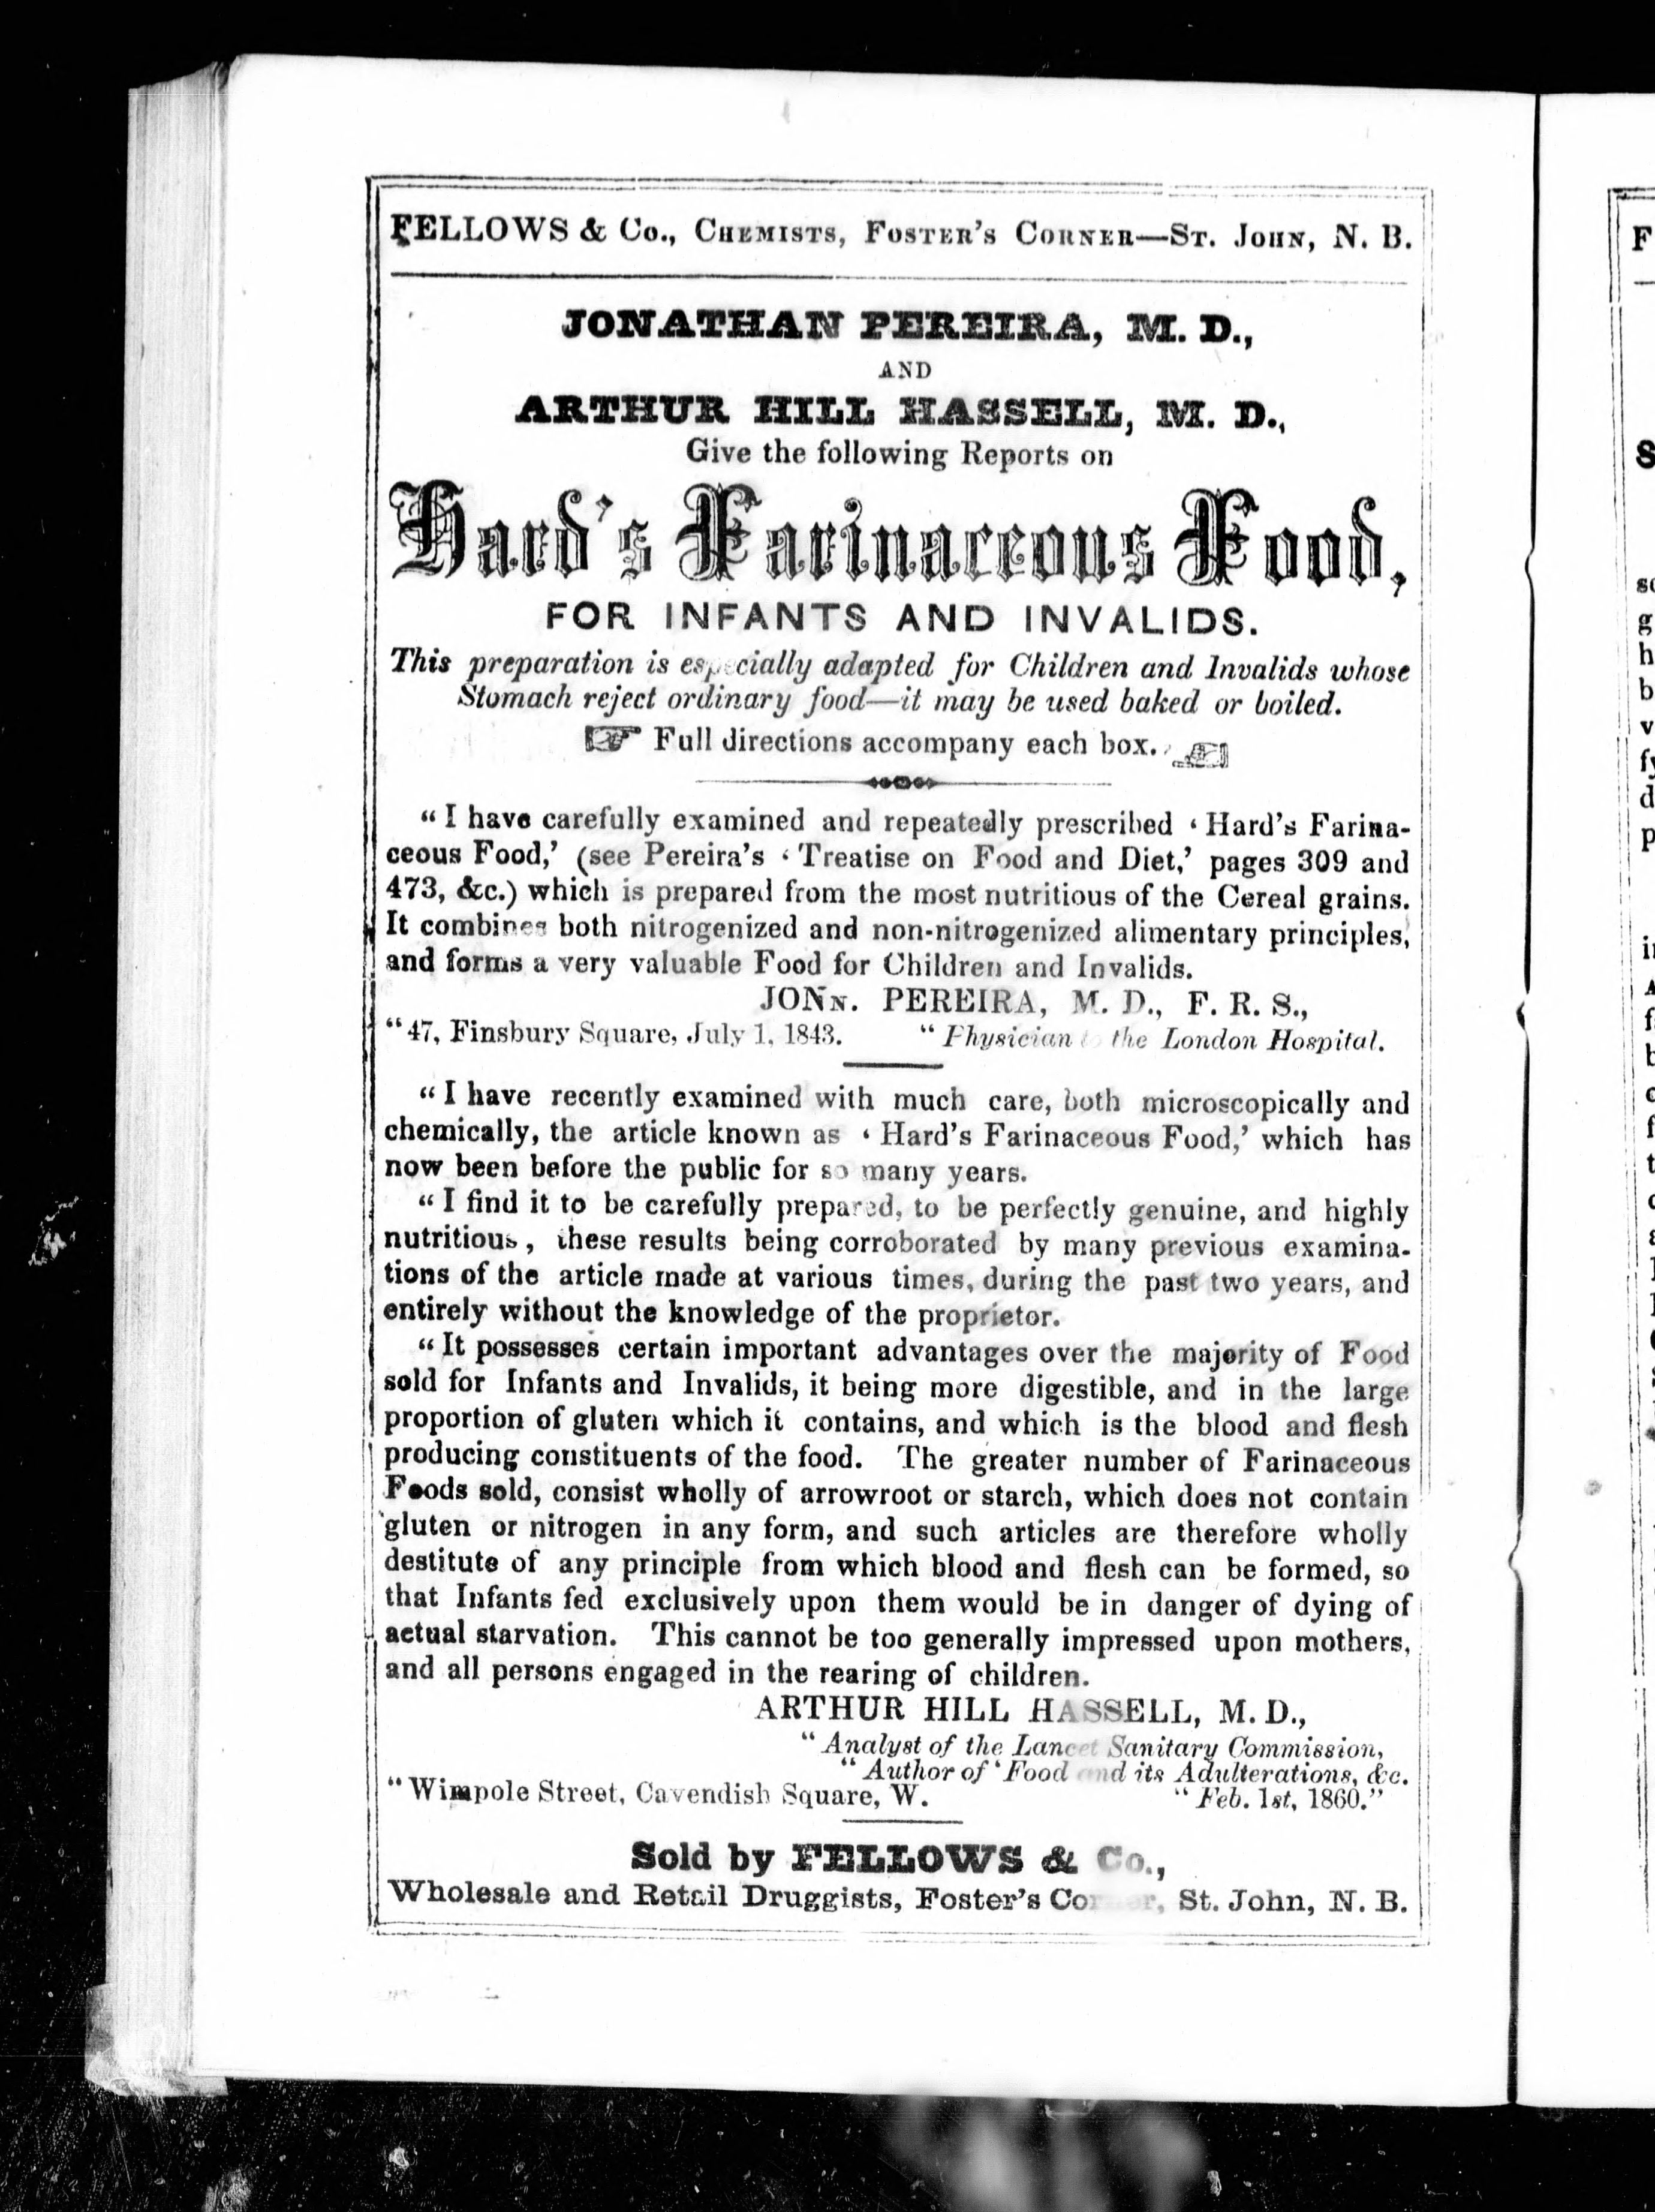 FELLOWS & Co., CHEMISTS, FOSTER'S CORNER—ST. JOHN, N. B.
JONATHAN PEREIRA, M. D.,
AND
ARTHUR HILL HASSELL, M. D.,
Give the following Reports on
Hard's Farinaceous Food,
FOR INFANTS AND INVALIDS.
This preparation is especially adapted for Children and Invalids whose
Stomach reject ordinary food—it may be used baked or boiled.
☞ Full directions accompany each box. ☜
"I have carefully examined and repeatedly prescribed 'Hard's Farina-
ceous Food,' (see Pereira's 'Treatise on Food and Diet,' pages 309 and
473, &c.) which is prepared from the most nutritious of the Cereal grains.
It combines both nitrogenized and non-nitrogenized alimentary principles,
and forms a very valuable Food for Children and Invalids.
JONN. PEREIRA, M. D., F. R. S.,
"47, Finsbury Square, July 1, 1843. "Physician to the London Hospital.
"I have recently examined with much care, both microscopically and
chemically, the article known as 'Hard's Farinaceous Food,' which has
now been before the public for so many years.
"I find it to be carefully prepared, to be perfectly genuine, and highly
nutritious, these results being corroborated by many previous examina-
tions of the article made at various times, during the past two years, and
entirely without the knowledge of the proprietor.
"It possesses certain important advantages over the majority of Food
sold for Infants and Invalids, it being more digestible, and in the large
proportion of gluten which it contains, and which is the blood and flesh
producing constituents of the food. The greater number of Farinaceous
Foods sold, consist wholly of arrowroot or starch, which does not contain
gluten or nitrogen in any form, and such articles are therefore wholly
destitute of any principle from which blood and flesh can be formed, so
that Infants fed exclusively upon them would be in danger of dying of
actual starvation. This cannot be too generally impressed upon mothers,
and all persons engaged in the rearing of children.
ARTHUR HILL HASSELL, M. D.,
"Analyst of the Lancet Sanitary Commission,
"Author of 'Food and its Adulterations, &c.
"Wimpole Street, Cavendish Square, W. "Feb. 1st, 1860."
Sold by FELLOWS & Co.,
Wholesale and Retail Druggists, Foster's Corner, St. John, N. B.